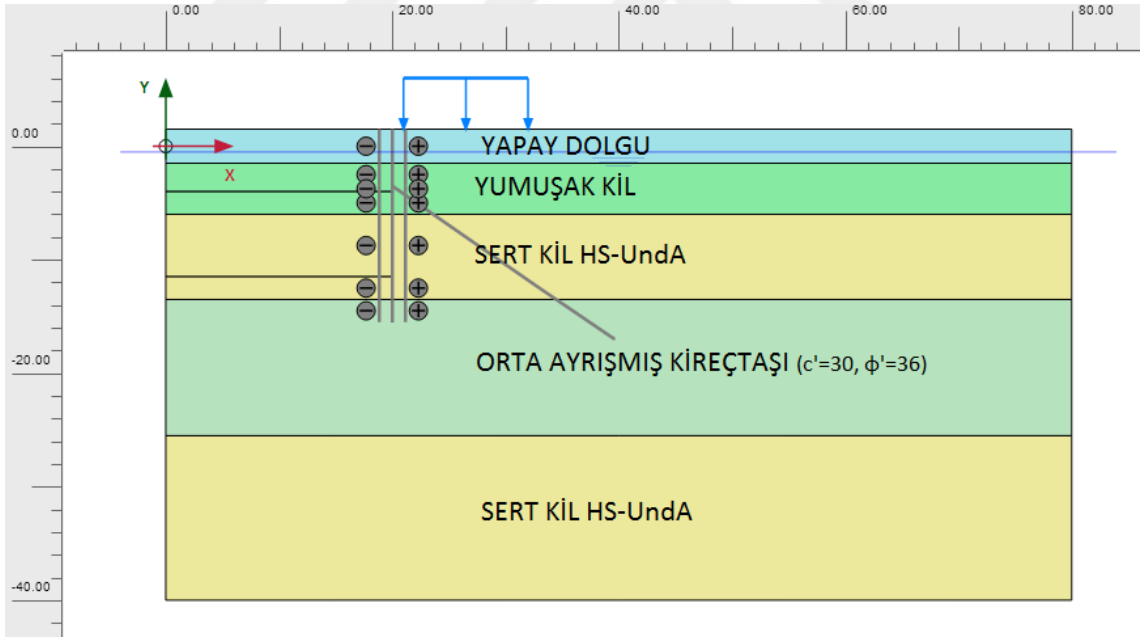 0.00 20.00 40.00 60.00 80.00
Y
0.00
X
YAPAY DOLGU
YUMUŞAK KİL
SERT KİL HS-UndA
-20.00
ORTA AYRIŞMIŞ KİREÇTAŞI (c'=30, ϕ'=36)
SERT KİL HS-UndA
-40.00